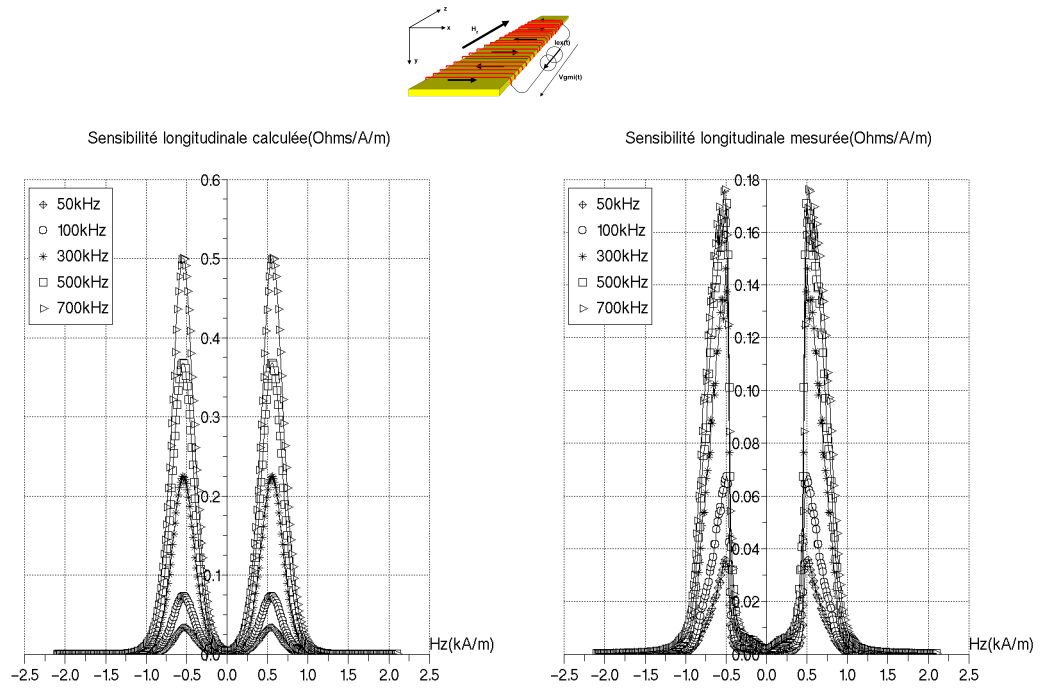 z
x
y
H
Iex(t)
Vgmi(t)
Sensibilité longitudinale calculée(Ohms/A/m)
Sensibilité longitudinale mesurée(Ohms/A/m)
50kHz
100kHz
300kHz
500kHz
700kHz
0.6
0.5
0.4
0.3
0.2
0.1
0.0
-2.5 -2.0 -1.5 -1.0 -0.5 0.0 0.5 1.0 1.5 2.0 2.5
Hz(kA/m)
50kHz
100kHz
300kHz
500kHz
700kHz
0.18
0.16
0.14
0.12
0.10
0.08
0.06
0.04
0.02
0.00
-2.5 -2.0 -1.5 -1.0 -0.5 0.0 0.5 1.0 1.5 2.0 2.5
Hz(kA/m)